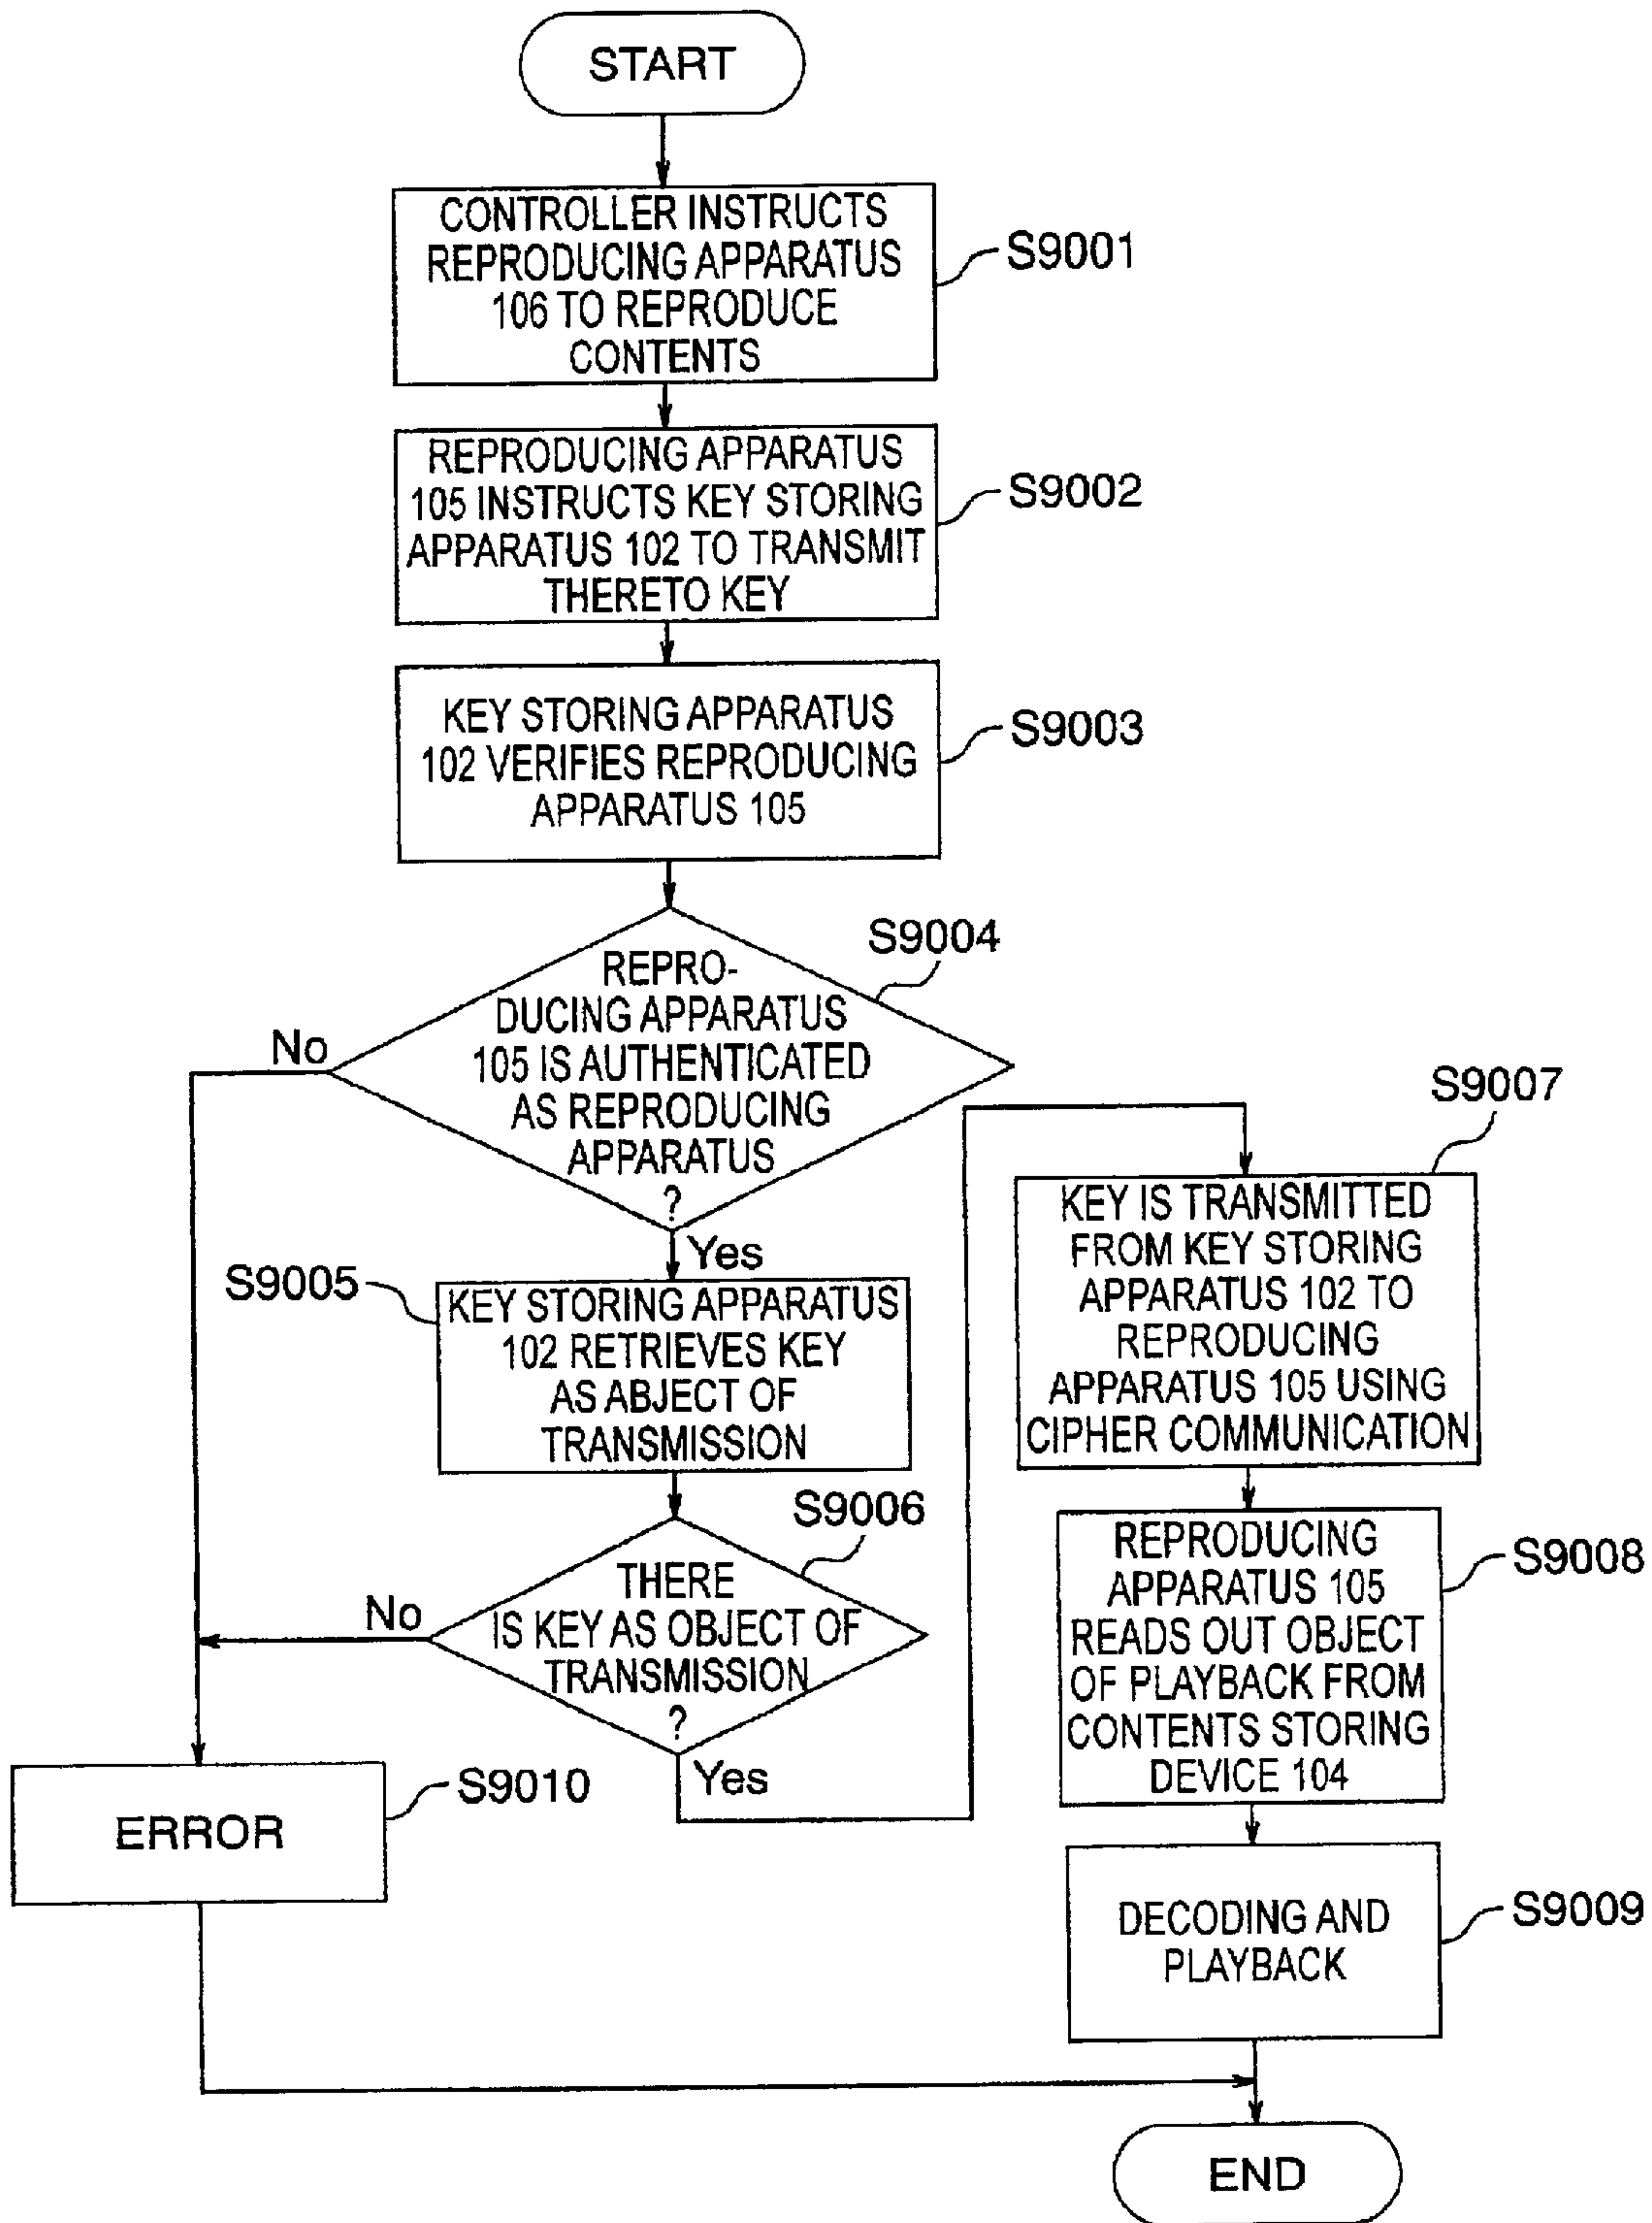 START
CONTROLLER INSTRUCTS
REPRODUCING APPARATUS
106 TO REPRODUCE
CONTENTS
S9001
REPRODUCING APPARATUS
105 INSTRUCTS KEY STORING
APPARATUS 102 TO TRANSMIT
THERETO KEY
S9002
KEY STORING APPARATUS
102 VERIFIES REPRODUCING
APPARATUS 105
S9003
S9004
REPRO-
DUCING APPARATUS
105 IS AUTHENTICATED
AS REPRODUCING
APPARATUS
?
No
Yes
S9005
KEY STORING APPARATUS
102 RETRIEVES KEY
AS ABJECT OF
TRANSMISSION
S9006
THERE
IS KEY AS OBJECT OF
TRANSMISSION
?
No
Yes
S9007
KEY IS TRANSMITTED
FROM KEY STORING
APPARATUS 102 TO
REPRODUCING
APPARATUS 105 USING
CIPHER COMMUNICATION
REPRODUCING
APPARATUS 105
READS OUT OBJECT
OF PLAYBACK FROM
CONTENTS STORING
DEVICE 104
S9008
DECODING AND
PLAYBACK
S9009
ERROR
S9010
END